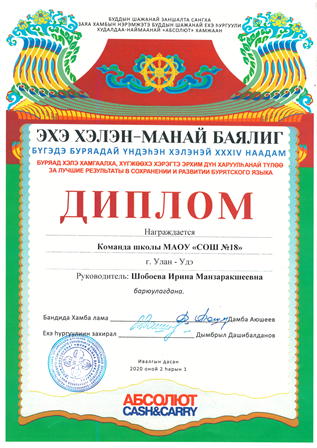 БУДДЫН ШАЖАНАЙ ЗАНШАЛТА САНГХА
ЗАЯА ХАМБЫН НЭРЭМЖЭТЭ БУДДЫН ШАЖАНАЙ ЕХЭ ҺУРГУУЛИ
ХУДАЛДАА-НАЙМААНАЙ «АБСОЛЮТ» ХАМЖААН
ЭХЭ ХЭЛЭН-МАНАЙ БАЯЛИГ
БҮГЭДЭ БУРЯАДАЙ ҮНДЭҺЭН ХЭЛЭНЭЙ XXXIV НААДАМ
БУРЯАД ХЭЛЭ ХАМГААЛХА, ХҮГЖӨӨХЭ ХЭРЭГТЭ ЭРХИМ ДҮН ХАРУУЛҺАНАЙ ТҮЛӨӨ
ЗА ЛУЧШИЕ РЕЗУЛЬТАТЫ В СОХРАНЕНИИ И РАЗВИТИИ БУРЯТСКОГО ЯЗЫКА
ДИПЛОМ
Награждается
Команда школы МАОУ «СОШ №18»
г. Улан - Удэ
Руководитель: Шобоева Ирина Манзаракшеевна
барюулагдана.
Бандида Хамба лама Дамба Аюшеев
Ехэ һургуулиин захирал Дымбрыл Дашибалданов
Иволгын дасан
2020 оной 2 һарын 1
АБСОЛЮТ
CASH&CARRY